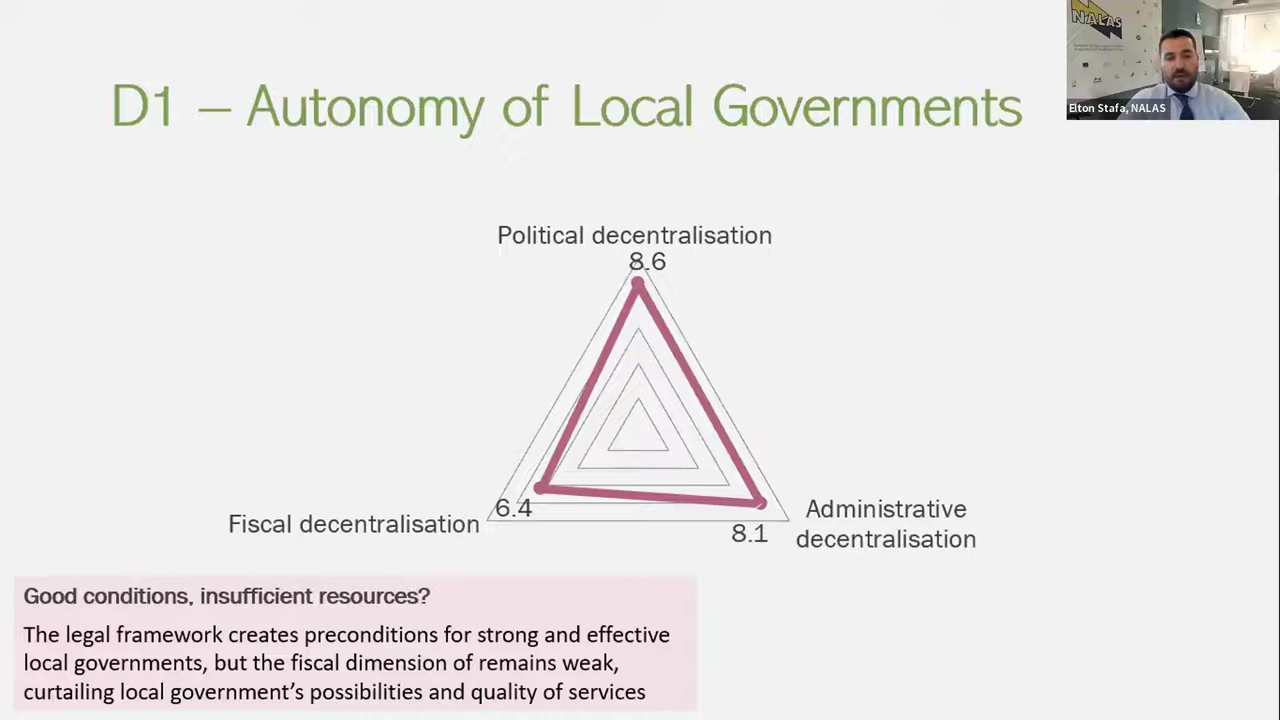 NALAS
Elton Stafa, NALAS
D1 – Autonomy of Local Governments
Political decentralisation
8.6
Fiscal decentralisation
6.4
8.1
Administrative
decentralisation
Good conditions, insufficient resources?
The legal framework creates preconditions for strong and effective
local governments, but the fiscal dimension of remains weak,
curtailing local government’s possibilities and quality of services